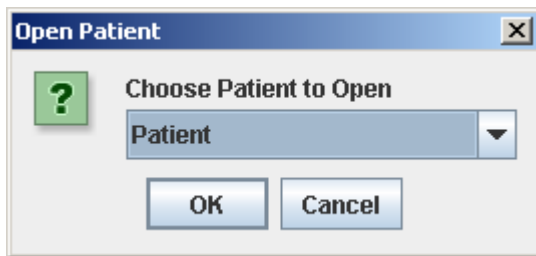 Open Patient
?
Choose Patient to Open
Patient
OK Cancel